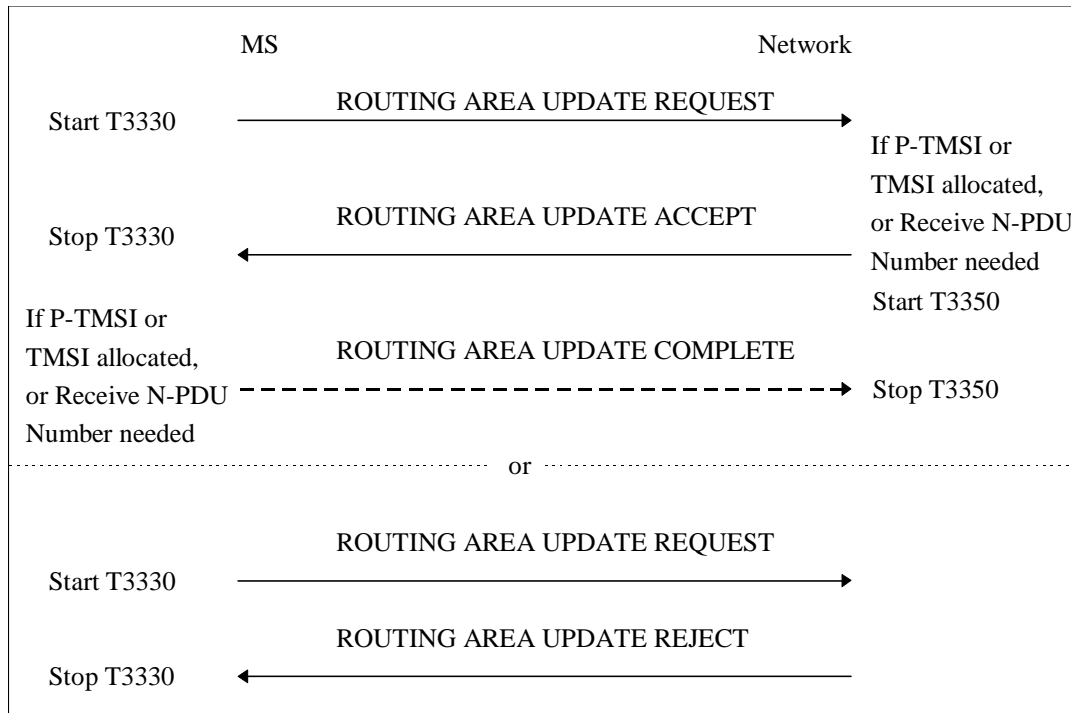 MS Network
ROUTING AREA UPDATE REQUEST
Start T3330
If P-TMSI or
TMSI allocated,
or Receive N-PDU
Number needed
Start T3350
ROUTING AREA UPDATE ACCEPT
Stop T3330
If P-TMSI or
TMSI allocated,
or Receive N-PDU
Number needed
ROUTING AREA UPDATE COMPLETE
Stop T3350
or
ROUTING AREA UPDATE REQUEST
Start T3330
ROUTING AREA UPDATE REJECT
Stop T3330